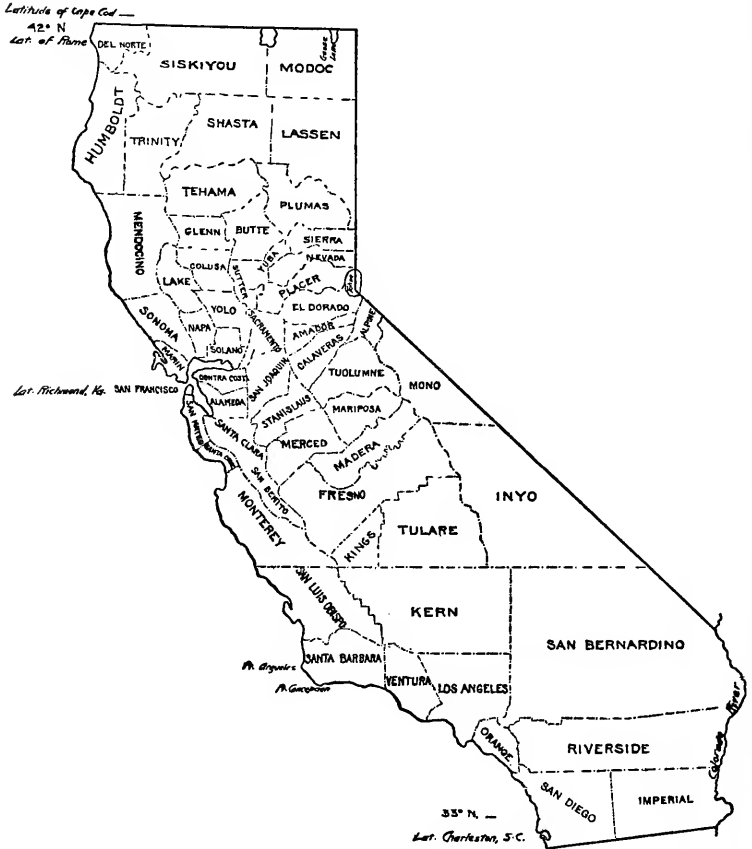 Latitude of Cape Cod
42° N
Lat. of Rome
DEL NORTE
SISKIYOU
MODOC
Goose Lake
HUMBOLDT
TRINITY
SHASTA
LASSEN
TEHAMA
PLUMAS
MENDOCINO
GLENN
BUTTE
SIERRA
YUBA
NEVADA
COLUSA
LAKE
SUTTER
PLACER
Tahoe
YOLO
EL DORADO
SONOMA
NAPA
SACRAMENTO
AMADOR
ALPINE
SOLANO
CALAVERAS
MARIN
CONTRA COSTA
SAN JOAQUIN
TUOLUMNE
MONO
Lat. Richmond, Va. SAN FRANCISCO
ALAMEDA
STANISLAUS
MARIPOSA
SAN MATEO
SANTA CLARA
MERCED
SANTA CRUZ
MADERA
SAN BENITO
FRESNO
INYO
MONTEREY
KINGS
TULARE
SAN LUIS OBISPO
KERN
SAN BERNARDINO
SANTA BARBARA
Pt. Arguello
VENTURA
LOS ANGELES
Pt. Concepcion
Colorado River
ORANGE
RIVERSIDE
SAN DIEGO
IMPERIAL
33° N.
Lat. Charleston, S.C.